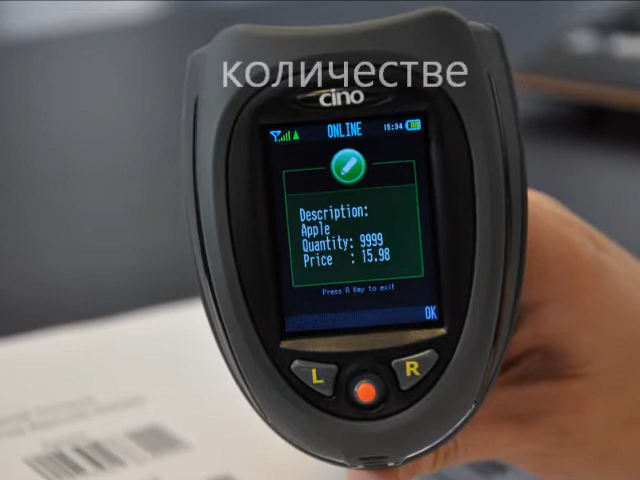 количестве
cino
ONLINE 15:34
Description:
Apple
Quantity: 9999
Price : 15.98
Press R Key to exit
OK
L R